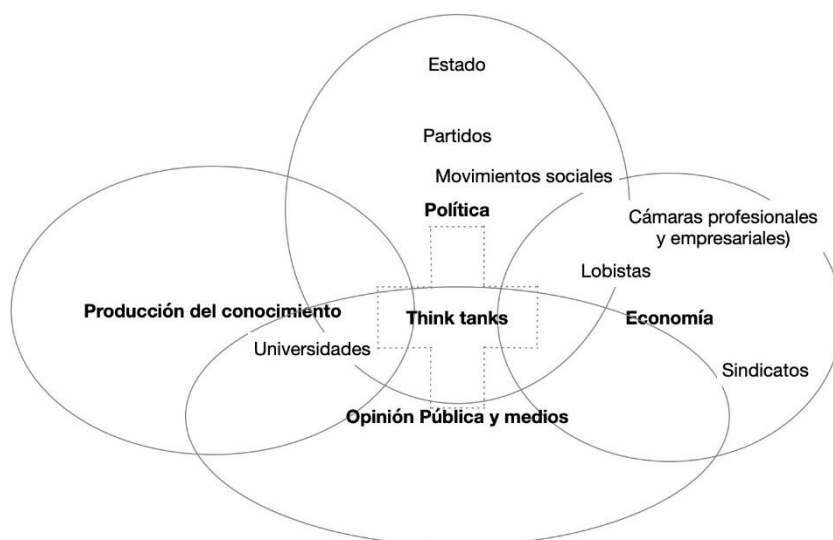 Estado
Partidos
Movimientos sociales
Política
Cámaras profesionales
y empresariales)
Lobistas
Producción del conocimiento
Think tanks
Economía
Universidades
Sindicatos
Opinión Pública y medios